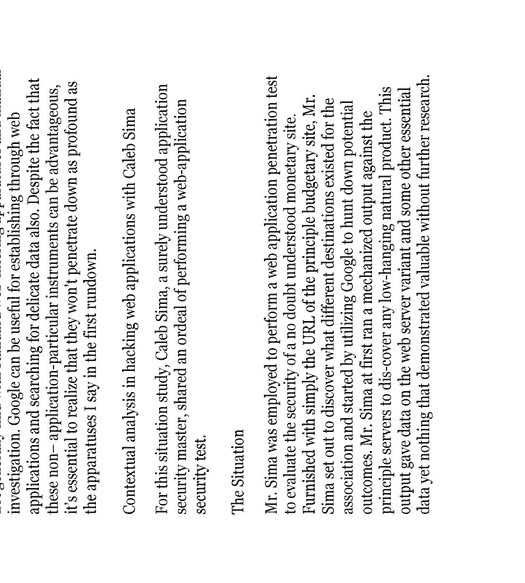 investigation. Google can be useful for establishing through web
applications and searching for delicate data also. Despite the fact that
these non– application-particular instruments can be advantageous,
it's essential to realize that they won't penetrate down as profound as
the apparatuses I say in the first rundown.
Contextual analysis in hacking web applications with Caleb Sima
For this situation study, Caleb Sima, a surely understood application
security master, shared an ordeal of performing a web-application
security test.
The Situation
Mr. Sima was employed to perform a web application penetration test
to evaluate the security of a no doubt understood monetary site.
Furnished with simply the URL of the principle budgetary site, Mr.
Sima set out to discover what different destinations existed for the
association and started by utilizing Google to hunt down potential
outcomes. Mr. Sima at first ran a mechanized output against the
principle servers to dis-cover any low-hanging natural product. This
output gave data on the web server variant and some other essential
data yet nothing that demonstrated valuable without further research.